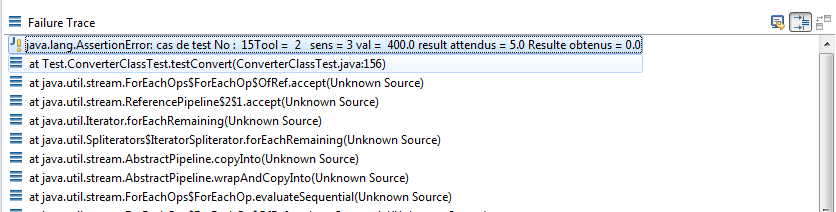 Failure Trace
java.lang.AssertionError: cas de test No : 15Tool = 2 sens = 3 val = 400.0 result attendus = 5.0 Resulte obtenus = 0.0
at Test.ConverterClassTest.testConvert(ConverterClassTest.java:156)
at java.util.stream.ForEachOps$ForEachOp$OfRef.accept(Unknown Source)
at java.util.stream.ReferencePipeline$2$1.accept(Unknown Source)
at java.util.Iterator.forEachRemaining(Unknown Source)
at java.util.Spliterators$IteratorSpliterator.forEachRemaining(Unknown Source)
at java.util.stream.AbstractPipeline.copyInto(Unknown Source)
at java.util.stream.AbstractPipeline.wrapAndCopyInto(Unknown Source)
at java.util.stream.ForEachOps$ForEachOp.evaluateSequential(Unknown Source)